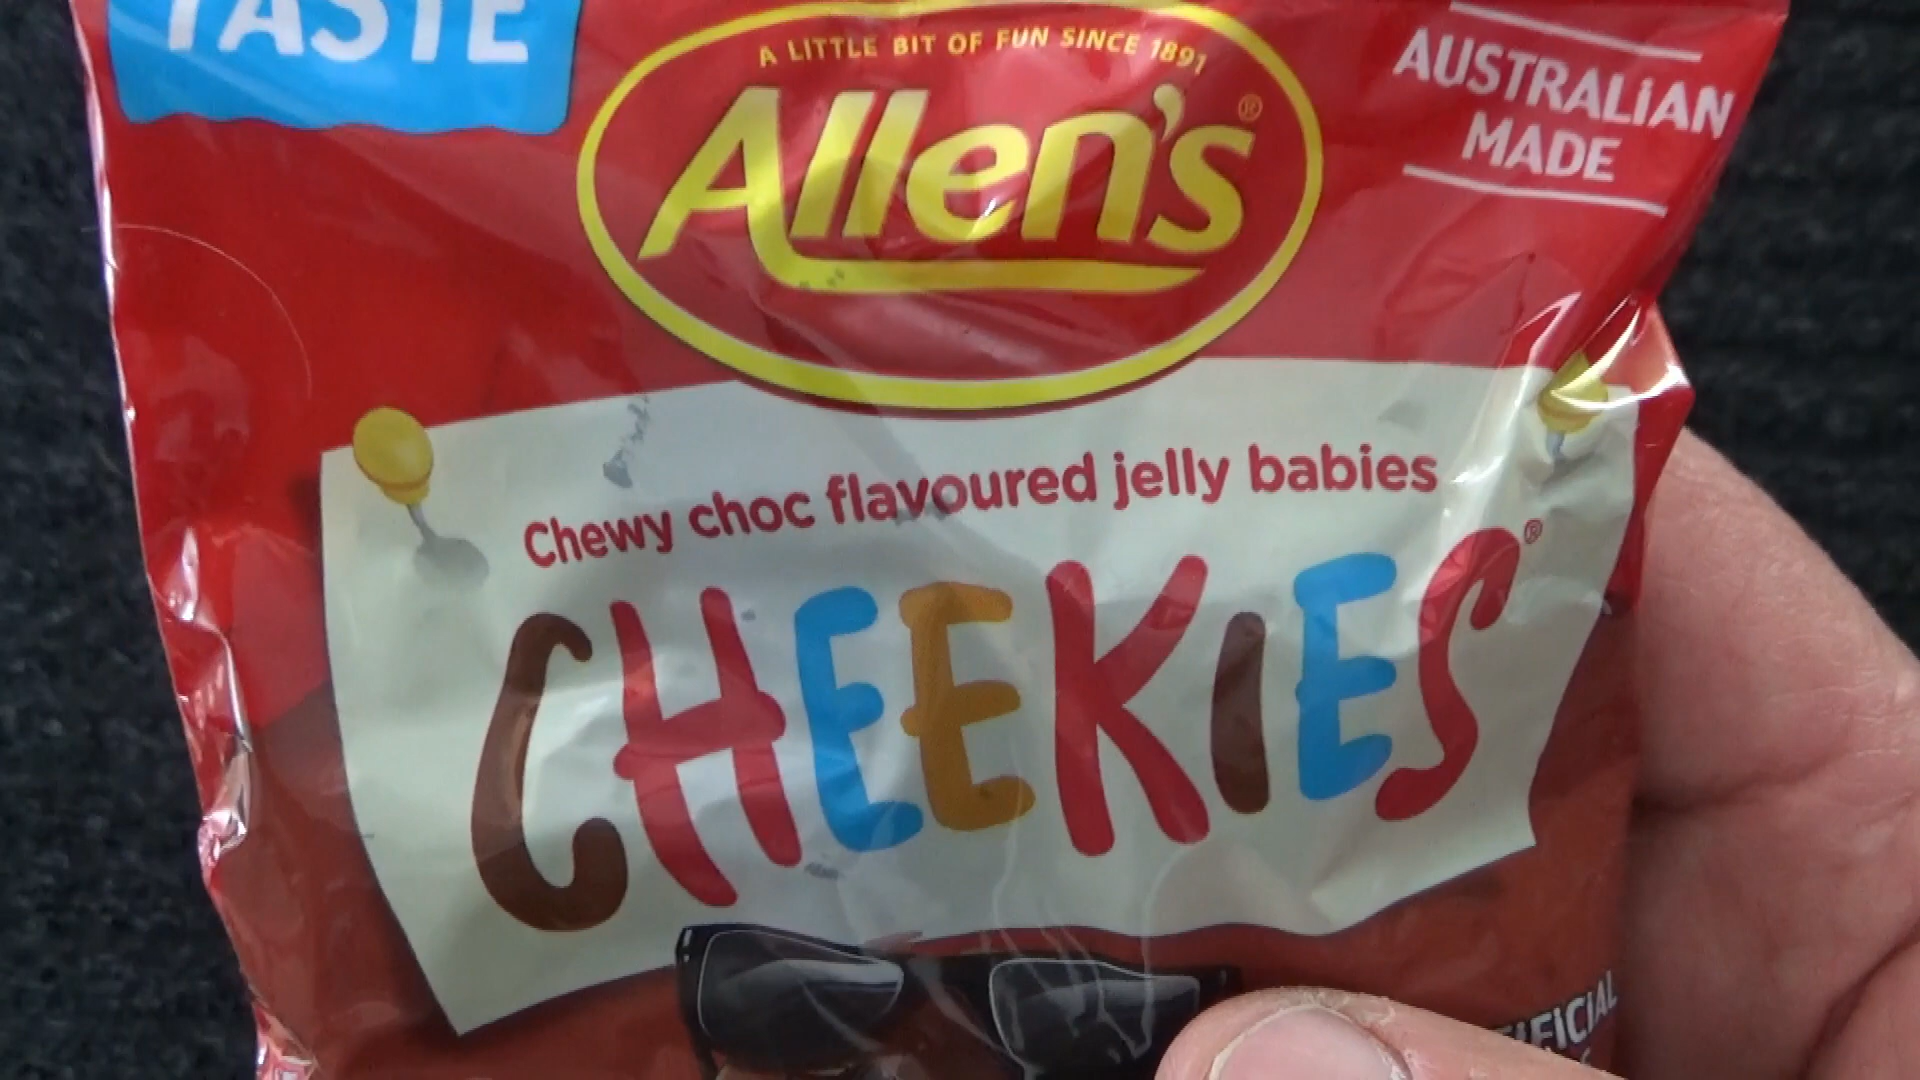 TASTE
A LITTLE BIT OF FUN SINCE 1891
Allen's®
AUSTRALIAN
MADE
Chewy choc flavoured jelly babies
CHEEKIES®